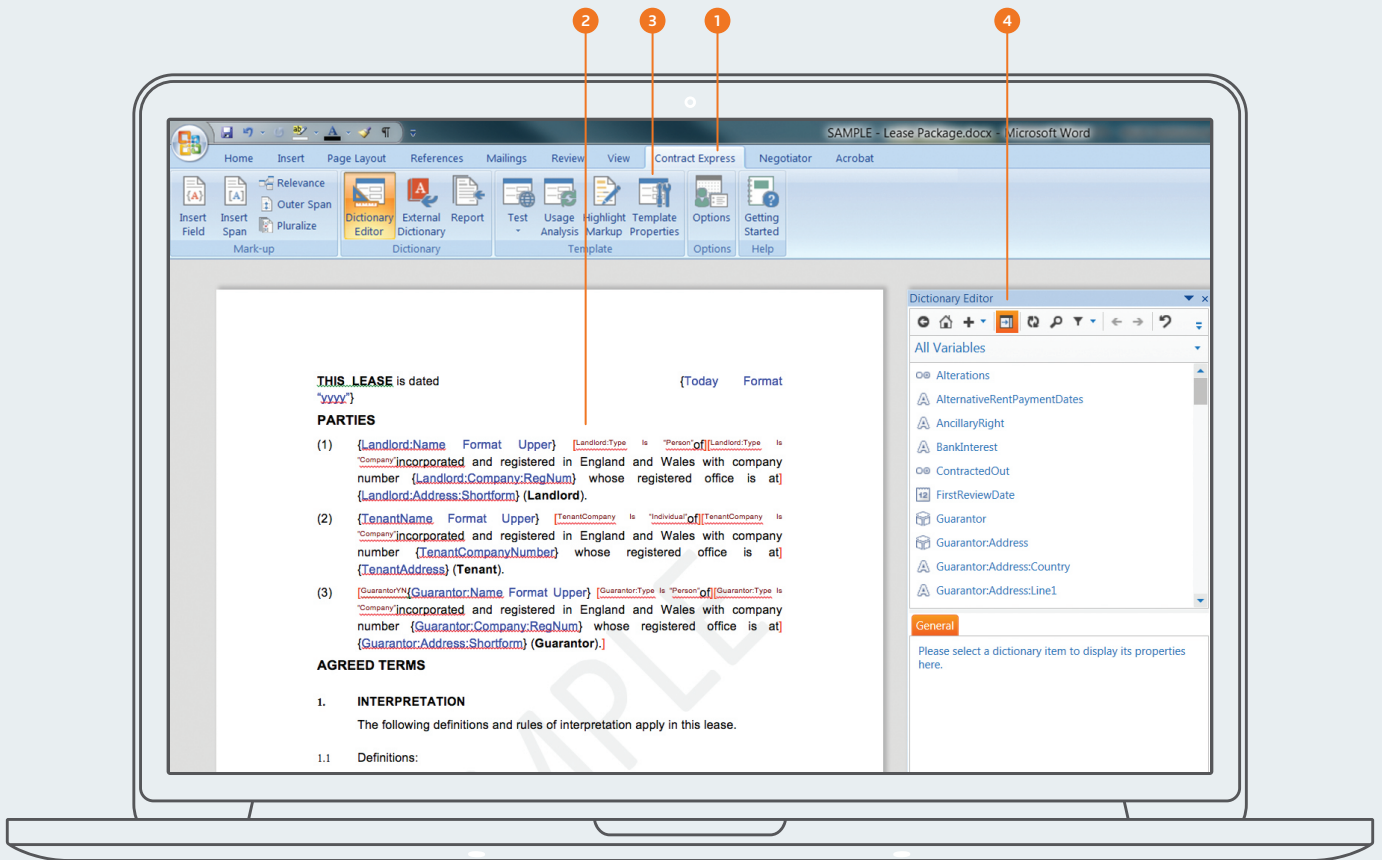 2 3 1 4
SAMPLE - Lease Package.docx - Microsoft Word
Home Insert Page Layout References Mailings Review View Contract Express Negotiator Acrobat
Insert Field
Insert Span
Relevance
Outer Span
Pluralize
Mark-up
Dictionary Editor
External Dictionary
Report
Dictionary
Test
Usage Analysis
Highlight Markup
Template Properties
Template
Options
Options
Getting Started
Help
THIS LEASE is dated {Today Format
"yyyy"}
PARTIES
(1) {Landlord:Name Format Upper} [Landlord:Type Is "Person"of][Landlord:Type Is
"Company"incorporated and registered in England and Wales with company
number {Landlord:Company:RegNum} whose registered office is at]
{Landlord:Address:Shortform} (Landlord).
(2) {TenantName Format Upper} [TenantCompany Is "Individual"of][TenantCompany Is
"Company"incorporated and registered in England and Wales with company
number {TenantCompanyNumber} whose registered office is at]
{TenantAddress} (Tenant).
(3) [GuarantorYN{Guarantor:Name Format Upper} [Guarantor:Type Is "Person"of][Guarantor:Type Is
"Company"incorporated and registered in England and Wales with company
number {Guarantor:Company:RegNum} whose registered office is at]
{Guarantor:Address:Shortform} (Guarantor).]
AGREED TERMS
1. INTERPRETATION
The following definitions and rules of interpretation apply in this lease.
1.1 Definitions:
MPLE
Dictionary Editor
All Variables
Alterations
AlternativeRentPaymentDates
AncillaryRight
BankInterest
ContractedOut
12 FirstReviewDate
Guarantor
Guarantor:Address
Guarantor:Address:Country
Guarantor:Address:Line1
General
Please select a dictionary item to display its properties
here.